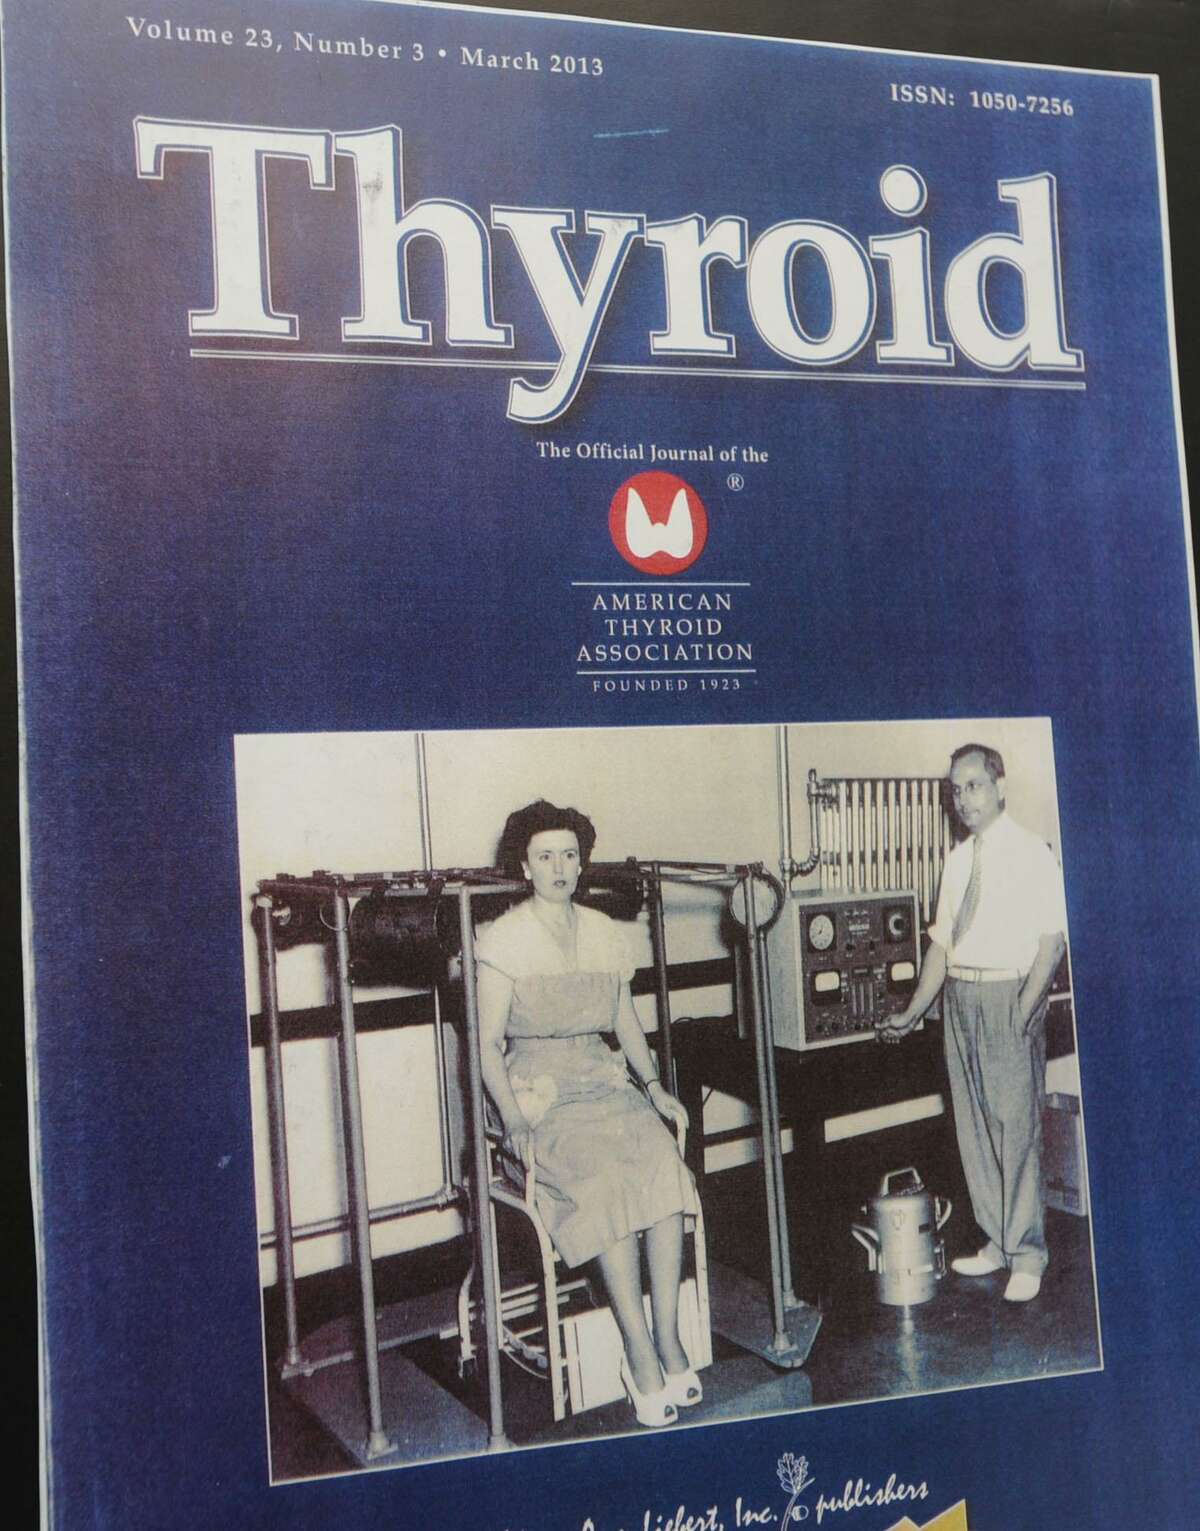 Volume 23, Number 3 • March 2013
ISSN: 1050-7256
Thyroid
The Official Journal of the
®
AMERICAN
THYROID
ASSOCIATION
FOUNDED 1923
Liebert, Inc. publishers